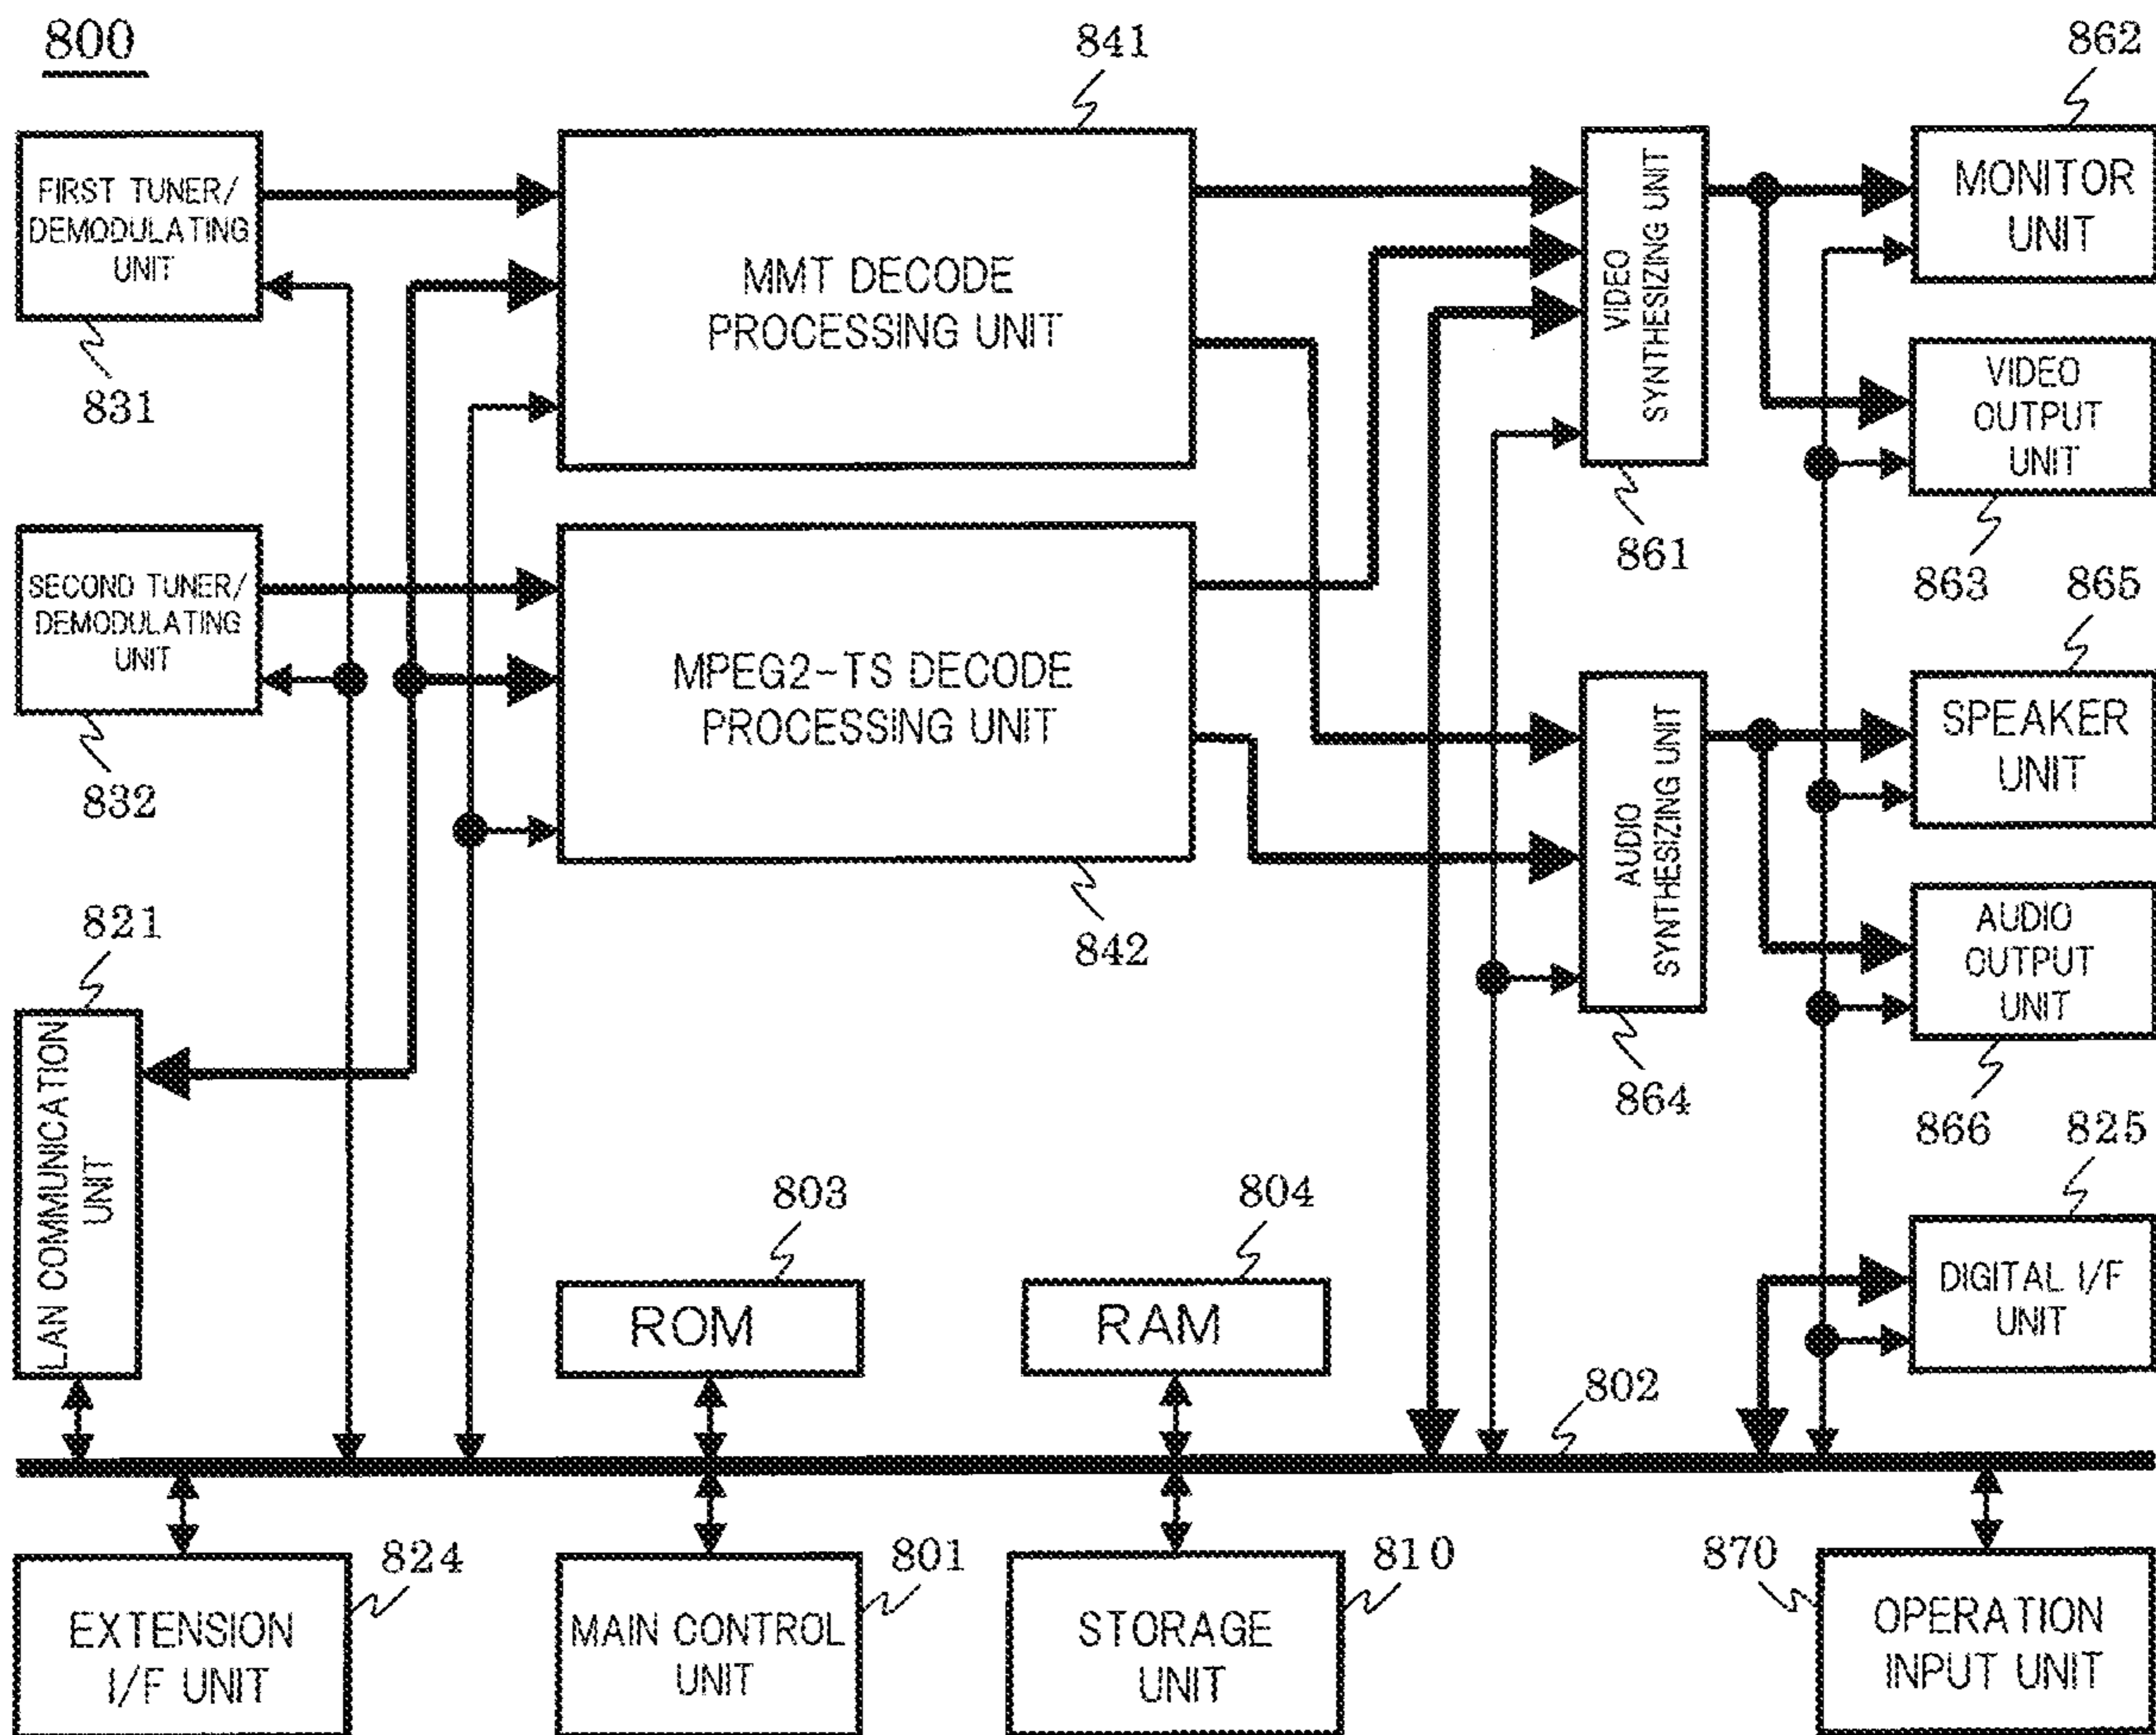 800
841
862
FIRST TUNER/
DEMODULATING
UNIT
831
MMT DECODE
PROCESSING UNIT
VIDEO
SYNTHESIZING UNIT
861
MONITOR
UNIT
VIDEO
OUTPUT
UNIT
863
SECOND TUNER/
DEMODULATING
UNIT
832
MPEG2-TS DECODE
PROCESSING UNIT
842
AUDIO
SYNTHESIZING UNIT
864
865
SPEAKER
UNIT
AUDIO
OUTPUT
UNIT
866
821
LAN COMMUNICATION
UNIT
803
ROM
804
RAM
825
DIGITAL I/F
UNIT
802
EXTENSION
I/F UNIT
824
MAIN CONTROL
UNIT
801
STORAGE
UNIT
810
870
OPERATION
INPUT UNIT